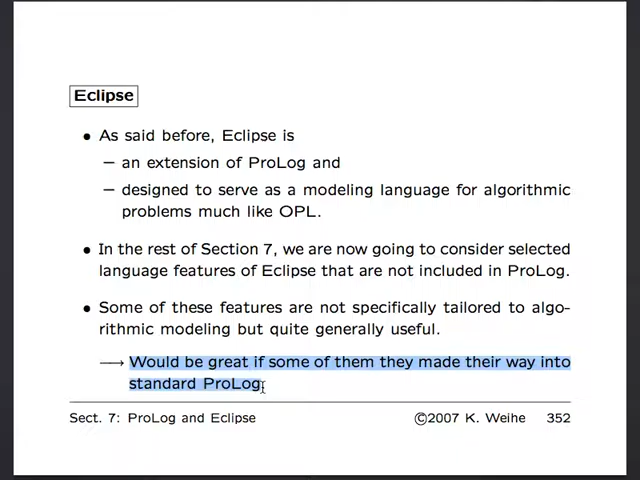 Eclipse
• As said before, Eclipse is
– an extension of ProLog and
– designed to serve as a modeling language for algorithmic
problems much like OPL.
• In the rest of Section 7, we are now going to consider selected
language features of Eclipse that are not included in ProLog.
• Some of these features are not specifically tailored to algo-
rithmic modeling but quite generally useful.
⟶ Would be great if some of them they made their way into
standard ProLog.
Sect. 7: ProLog and Eclipse ©2007 K. Weihe 352